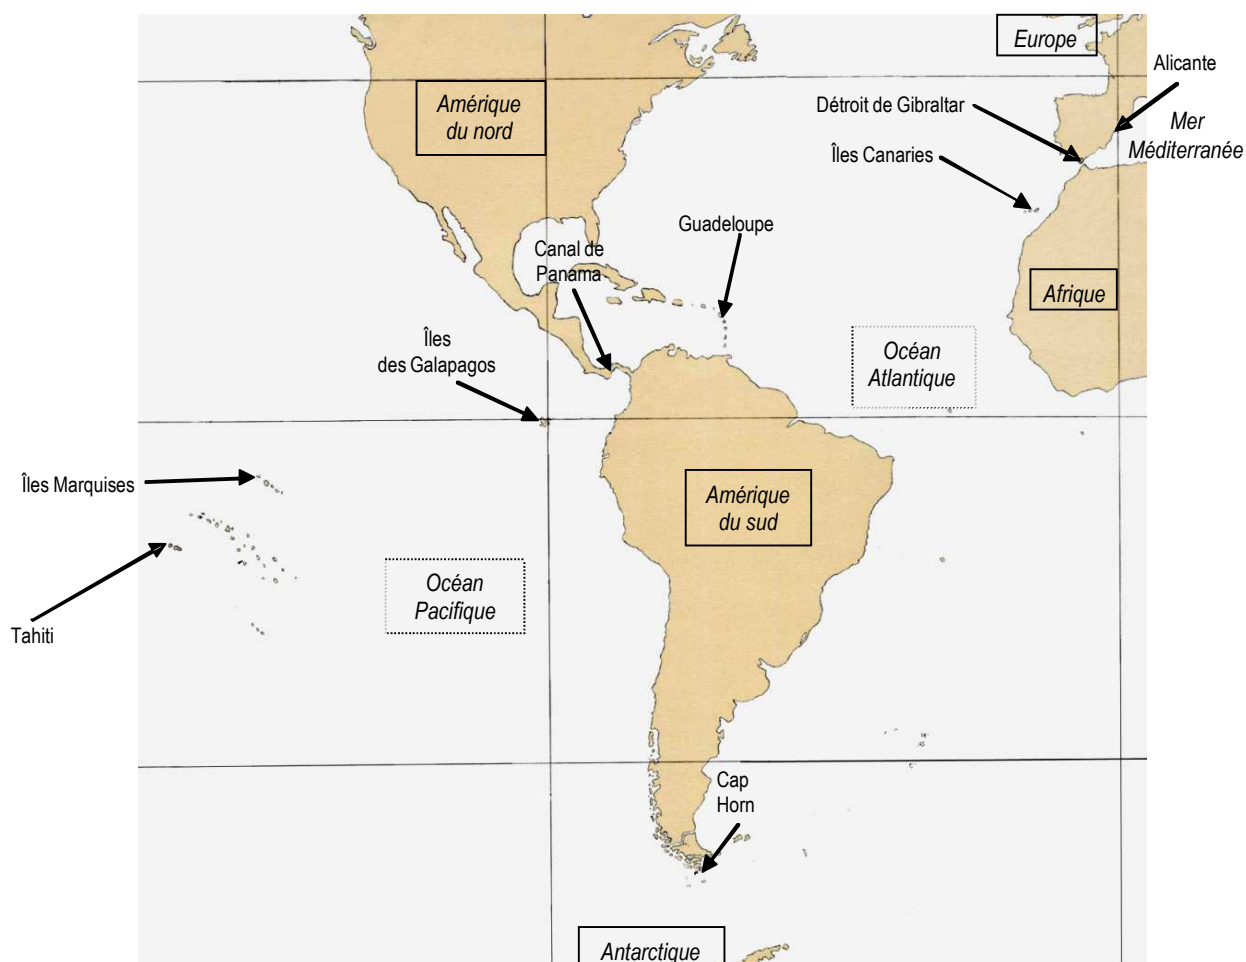 Europe
Alicante
Amérique
du nord
Détroit de Gibraltar
Mer
Méditerranée
Îles Canaries
Guadeloupe
Canal de
Panama
Afrique
Îles
des Galapagos
Océan
Atlantique
Îles Marquises
Amérique
du sud
Océan
Pacifique
Tahiti
Cap
Horn
Antarctique